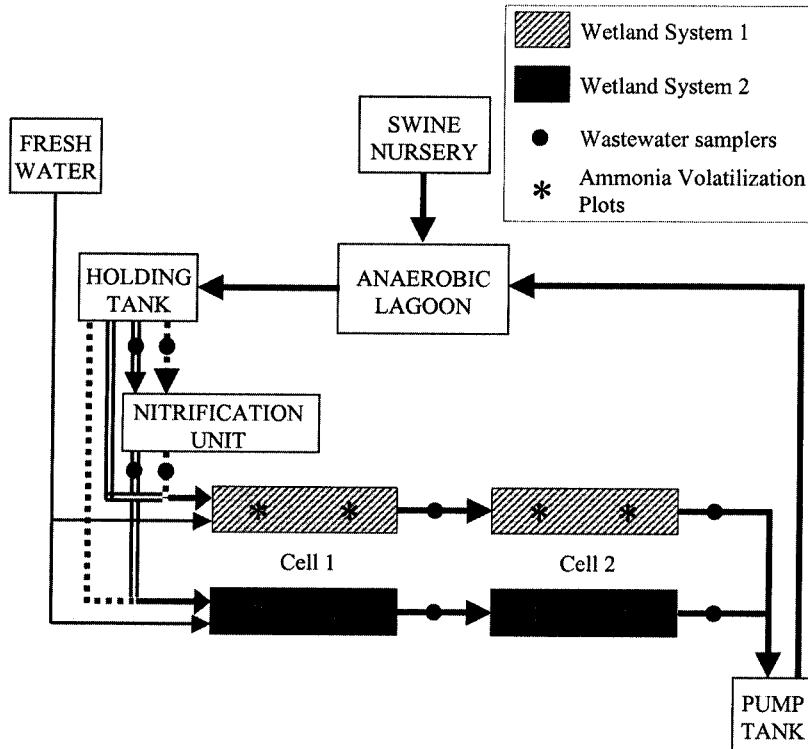 Wetland System 1
Wetland System 2
Wastewater samplers
Ammonia Volatilization
Plots
FRESH
WATER
SWINE
NURSERY
HOLDING
TANK
ANAEROBIC
LAGOON
NITRIFICATION
UNIT
Cell 1
Cell 2
PUMP
TANK